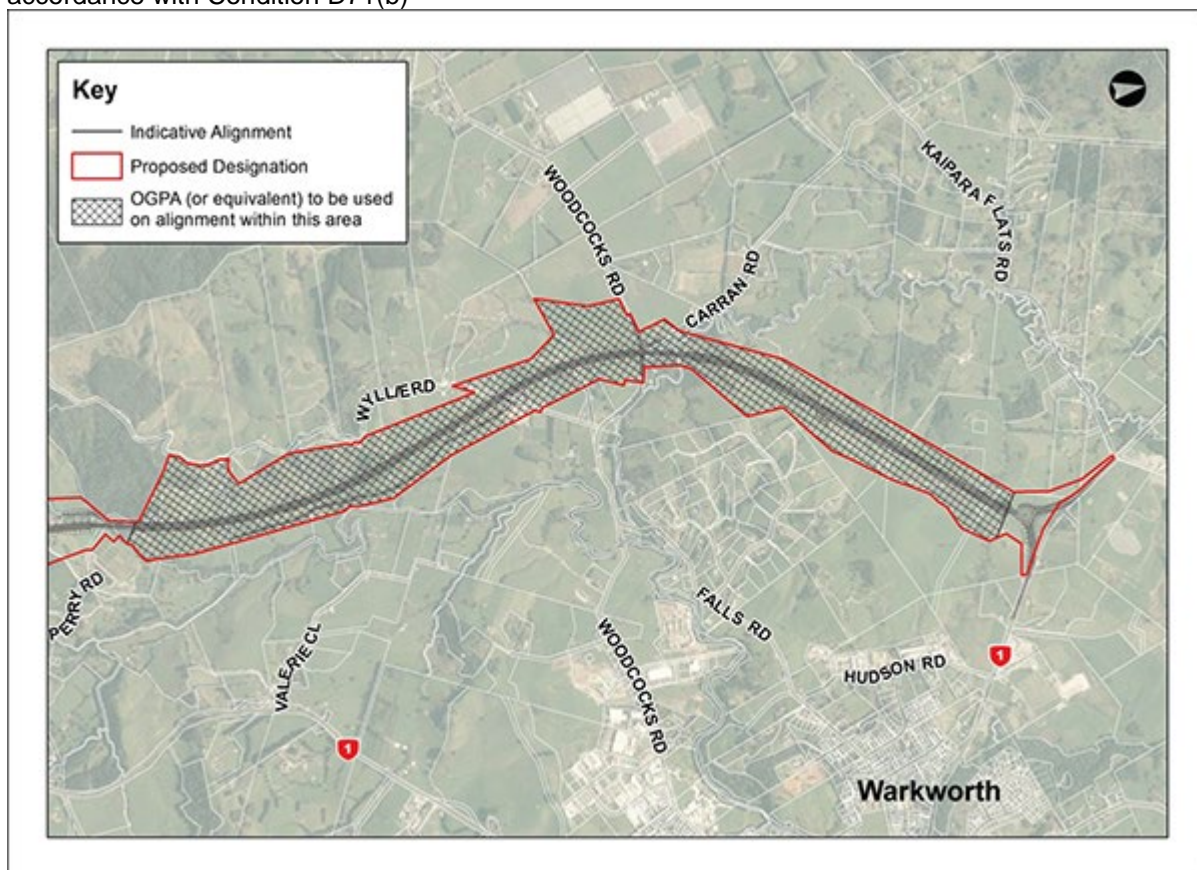 accordance with Condition D71(b)
Key
Indicative Alignment
Proposed Designation
OGPA (or equivalent) to be used
on alignment within this area
KAIPARA FLATS RD
WOODCOCKS RD
CARRAN RD
WYLLIE RD
PERRY RD
FALLS RD
VALERIE CL
WOODCOCKS RD
HUDSON RD
1
1
Warkworth